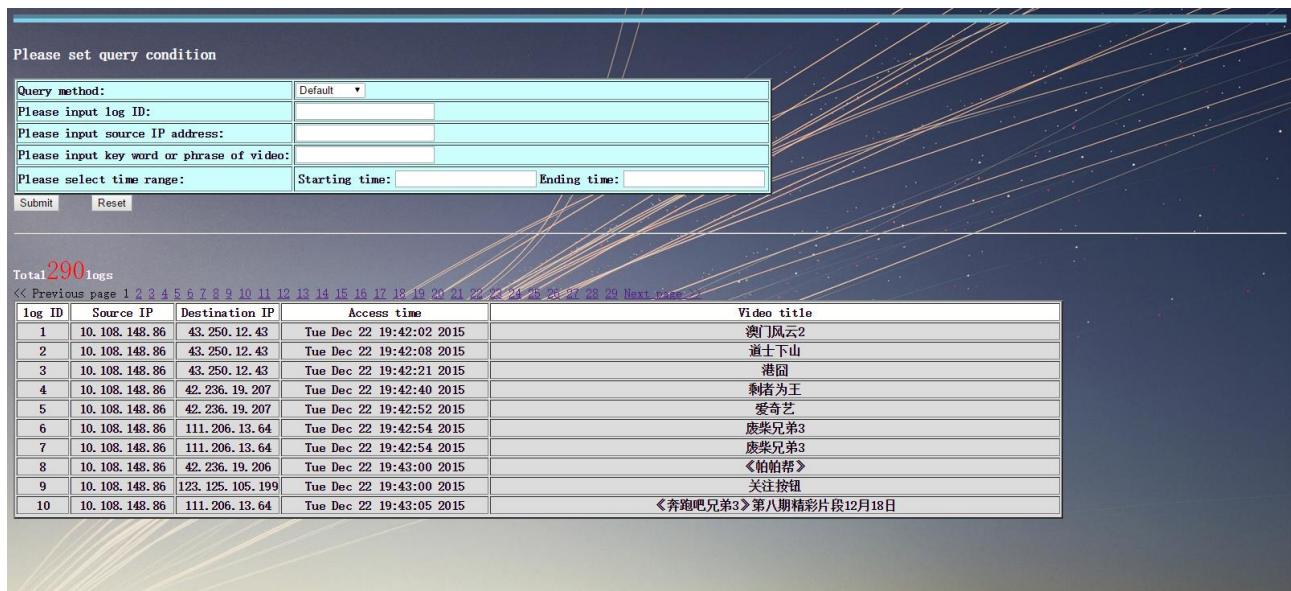 Please set query condition
Query method: Default
Please input log ID:
Please input source IP address:
Please input key word or phrase of video:
Please select time range: Starting time: Ending time:
Submit Reset
Total290logs
<< Previous page 1 2 3 4 5 6 7 8 9 10 11 12 13 14 15 16 17 18 19 20 21 22 23 24 25 26 27 28 29 Next page >>
log ID Source IP Destination IP Access time Video title
1 10.108.148.86 43.250.12.43 Tue Dec 22 19:42:02 2015 澳门风云2
2 10.108.148.86 43.250.12.43 Tue Dec 22 19:42:08 2015 道士下山
3 10.108.148.86 43.250.12.43 Tue Dec 22 19:42:21 2015 港囧
4 10.108.148.86 42.236.19.207 Tue Dec 22 19:42:40 2015 剩者为王
5 10.108.148.86 42.236.19.207 Tue Dec 22 19:42:52 2015 爱奇艺
6 10.108.148.86 111.206.13.64 Tue Dec 22 19:42:54 2015 废柴兄弟3
7 10.108.148.86 111.206.13.64 Tue Dec 22 19:42:54 2015 废柴兄弟3
8 10.108.148.86 42.236.19.206 Tue Dec 22 19:43:00 2015 《帕帕帮》
9 10.108.148.86 123.125.105.199 Tue Dec 22 19:43:00 2015 关注按钮
10 10.108.148.86 111.206.13.64 Tue Dec 22 19:43:05 2015 《奔跑吧兄弟3》第八期精彩片段12月18日